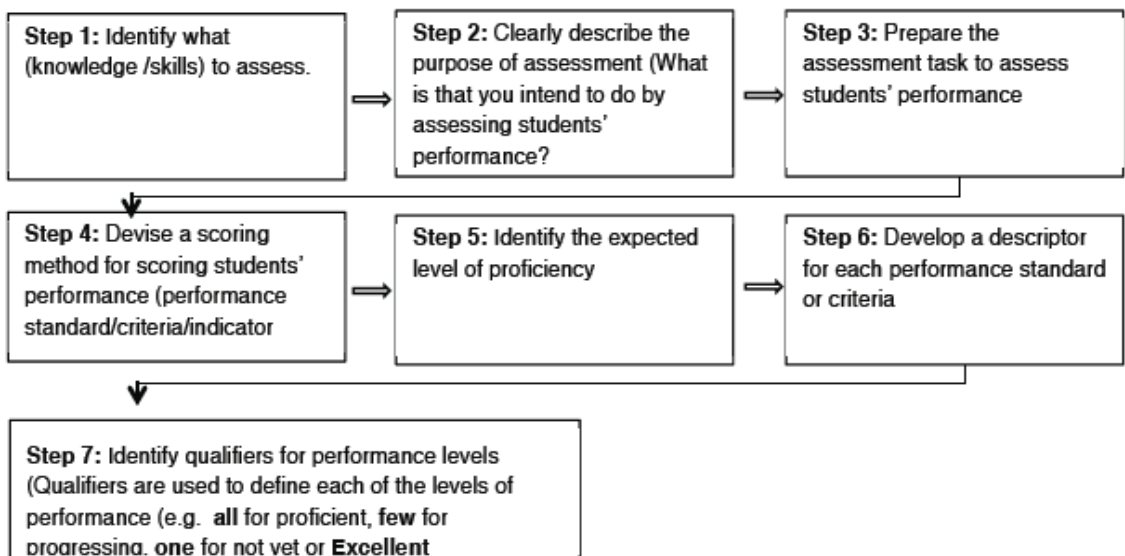 Step 1: Identify what
(knowledge /skills) to assess.
Step 2: Clearly describe the
purpose of assessment (What
is that you intend to do by
assessing students'
performance?
Step 3: Prepare the
assessment task to assess
students' performance
Step 4: Devise a scoring
method for scoring students'
performance (performance
standard/criteria/indicator
Step 5: Identify the expected
level of proficiency
Step 6: Develop a descriptor
for each performance standard
or criteria
Step 7: Identify qualifiers for performance levels
(Qualifiers are used to define each of the levels of
performance (e.g. all for proficient, few for
progressing, one for not yet or Excellent